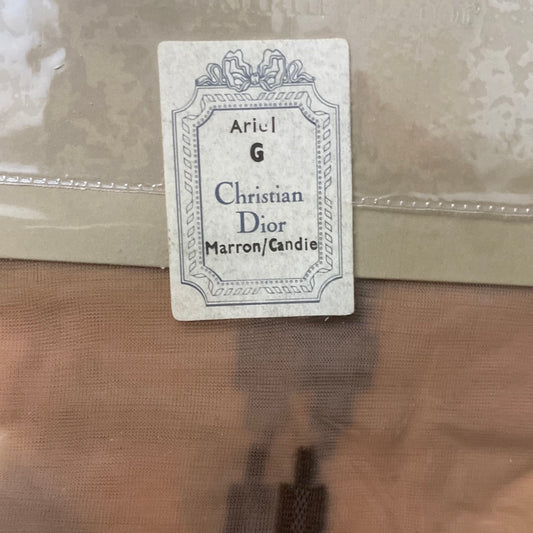 Ariel
G
Christian
Dior
Marron/Candie